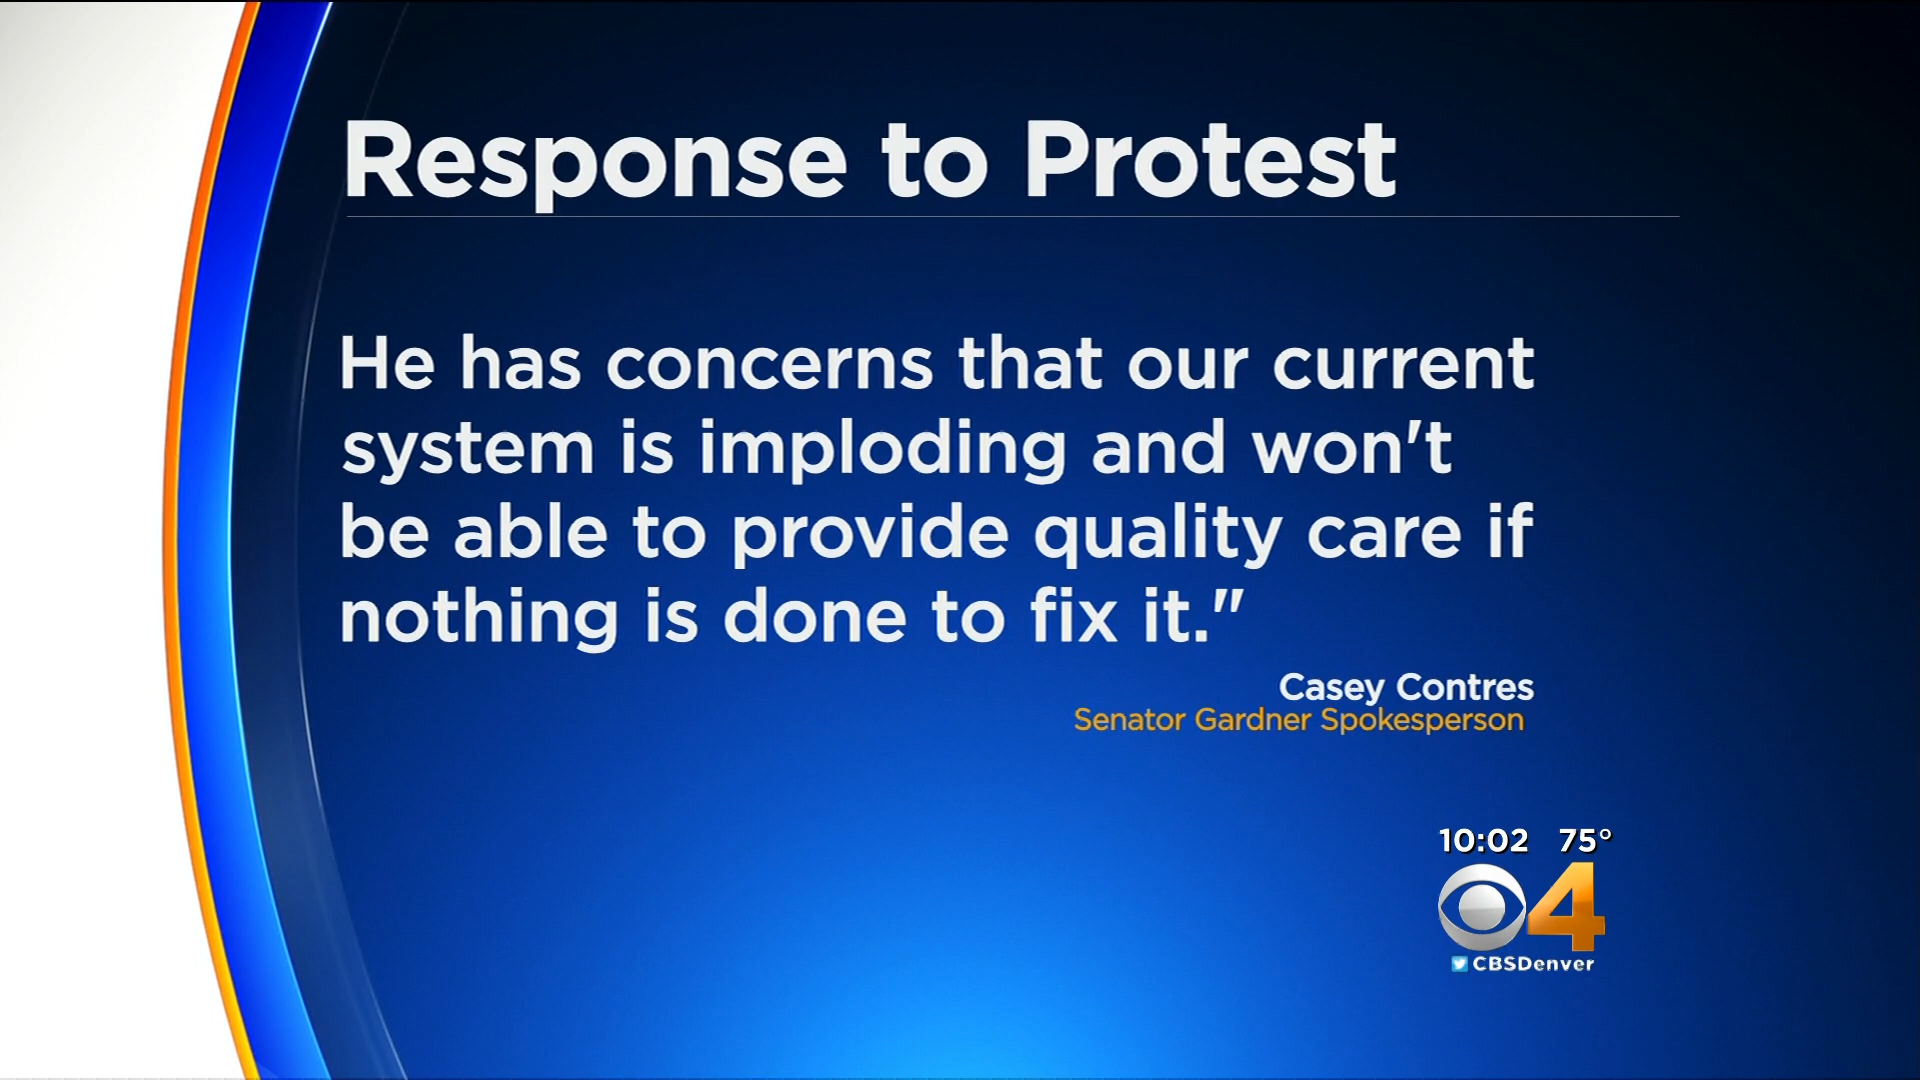 Response to Protest
He has concerns that our current
system is imploding and won't
be able to provide quality care if
nothing is done to fix it."
Casey Contres
Senator Gardner Spokesperson
10:02 75°
4
CBSDenver